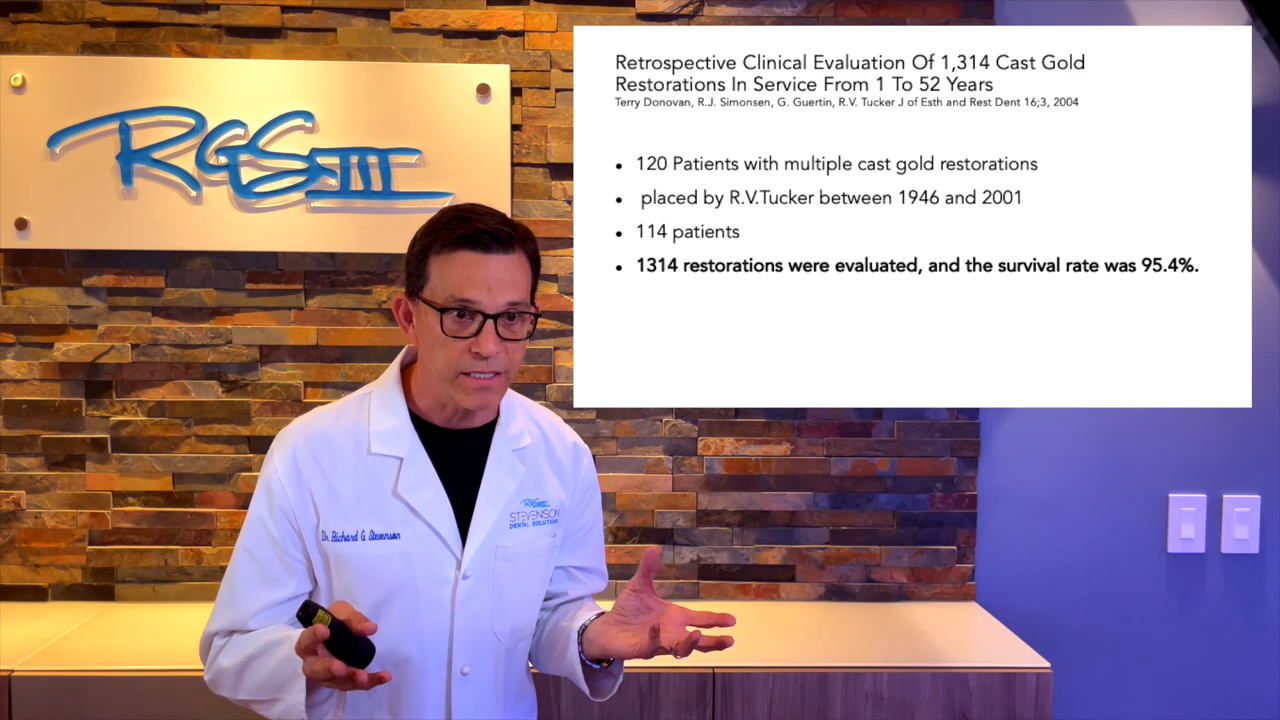 RGSIII
Retrospective Clinical Evaluation Of 1,314 Cast Gold
Restorations In Service From 1 To 52 Years
Terry Donovan, R.J. Simonsen, G. Guertin, R.V. Tucker J of Esth and Rest Dent 16;3, 2004
• 120 Patients with multiple cast gold restorations
• placed by R.V.Tucker between 1946 and 2001
• 114 patients
• 1314 restorations were evaluated, and the survival rate was 95.4%.
Dr. Richard G Stevenson
RGSIII
STEVENSON
DENTAL SOLUTIONS